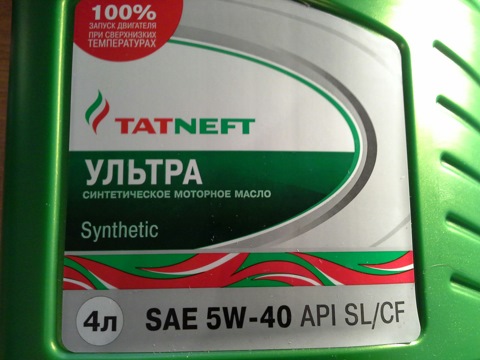 100%
ЗАПУСК ДВИГАТЕЛЯ
ПРИ СВЕРХНИЗКИХ
ТЕМПЕРАТУРАХ
TATNEFT
УЛЬТРА
СИНТЕТИЧЕСКОЕ МОТОРНОЕ МАСЛО
Synthetic
4л SAE 5W-40 API SL/CF